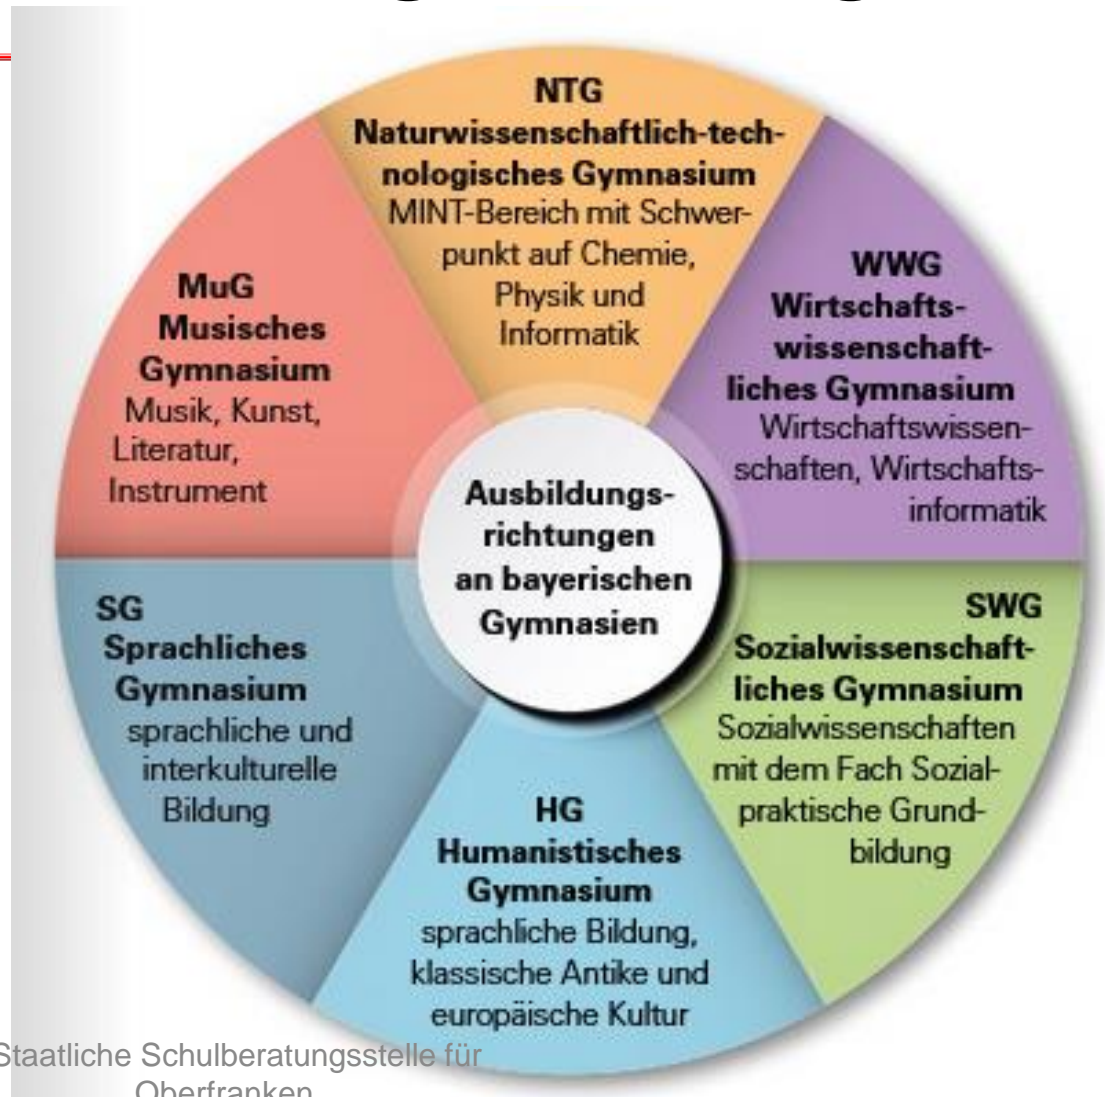 NTG
Naturwissenschaftlich-tech-
nologisches Gymnasium
MINT-Bereich mit Schwer-
punkt auf Chemie,
Physik und
Informatik
WWG
Wirtschafts-
wissenschaft-
liches Gymnasium
Wirtschaftswissen-
schaften, Wirtschafts-
informatik
SWG
Sozialwissenschaft-
liches Gymnasium
Sozialwissenschaften
mit dem Fach Sozial-
praktische Grund-
bildung
HG
Humanistisches
Gymnasium
sprachliche Bildung,
klassische Antike und
europäische Kultur
SG
Sprachliches
Gymnasium
sprachliche und
interkulturelle
Bildung
MuG
Musisches
Gymnasium
Musik, Kunst,
Literatur,
Instrument
Ausbildungs-
richtungen
an bayerischen
Gymnasien
Staatliche Schulberatungsstelle für
Oberfranken